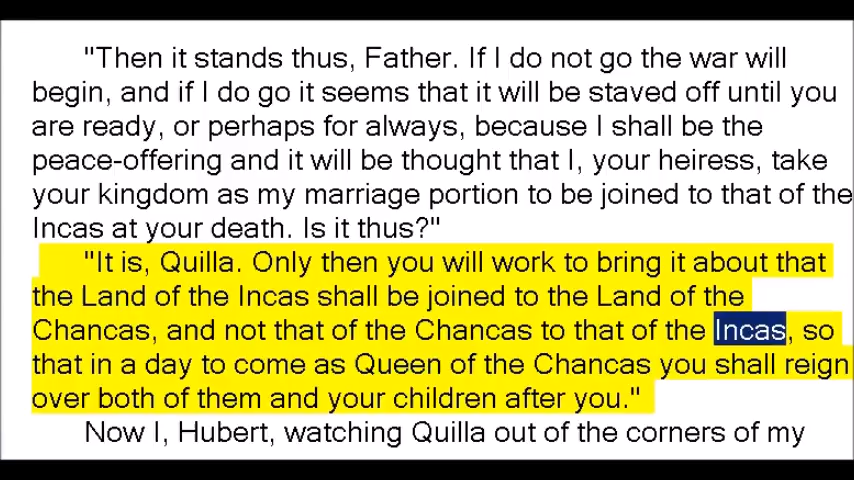 "Then it stands thus, Father. If I do not go the war will
begin, and if I do go it seems that it will be staved off until you
are ready, or perhaps for always, because I shall be the
peace-offering and it will be thought that I, your heiress, take
your kingdom as my marriage portion to be joined to that of the
Incas at your death. Is it thus?"
"It is, Quilla. Only then you will work to bring it about that
the Land of the Incas shall be joined to the Land of the
Chancas, and not that of the Chancas to that of the Incas, so
that in a day to come as Queen of the Chancas you shall reign
over both of them and your children after you."
Now I, Hubert, watching Quilla out of the corners of my